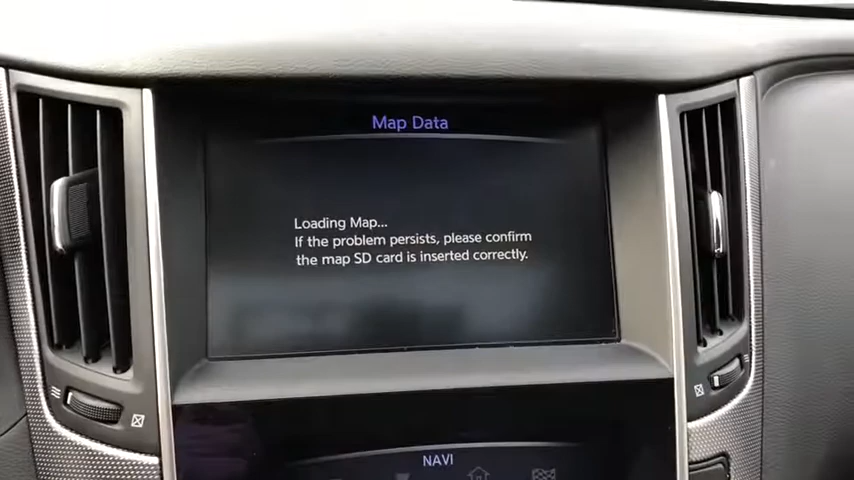 Map Data
Loading Map...
If the problem persists, please confirm
the map SD card is inserted correctly.
NAVI